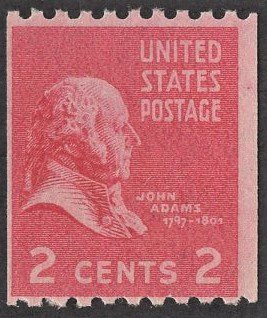 UNITED
STATES
POSTAGE
JOHN
ADAMS
1797-1801
2 CENTS 2